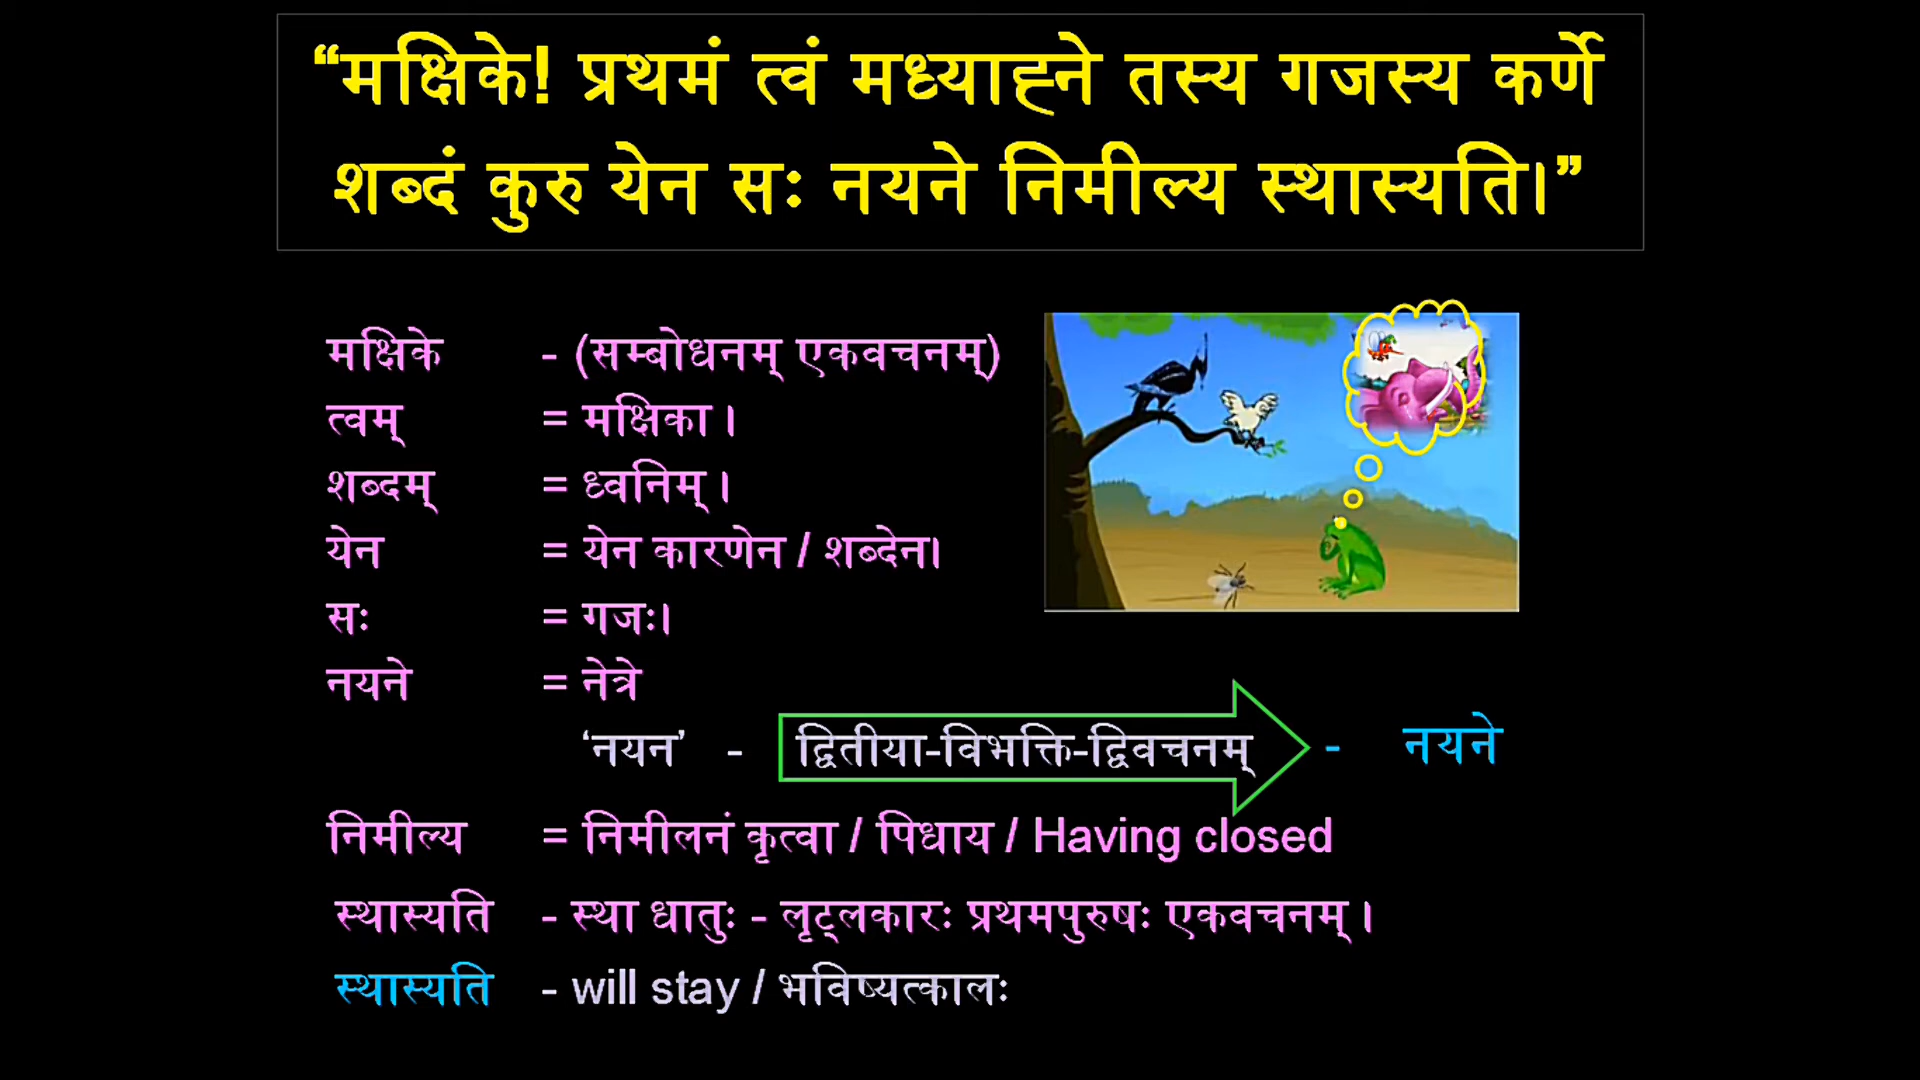 “मक्षिके! प्रथमं त्वं मध्याह्ने तस्य गजस्य कर्णे
शब्दं कुरु येन सः नयने निमील्य स्थास्यति।”
मक्षिके - (सम्बोधनम् एकवचनम्)
त्वम् = मक्षिका ।
शब्दम् = ध्वनिम् ।
येन = येन कारणेन / शब्देन।
सः = गजः।
नयने = नेत्रे
‘नयन’ - द्वितीया-विभक्ति-द्विवचनम् - नयने
निमील्य = निमीलनं कृत्वा / पिधाय / Having closed
स्थास्यति - स्था धातुः - लृट्लकारः प्रथमपुरुषः एकवचनम् ।
स्थास्यति - will stay / भविष्यत्कालः